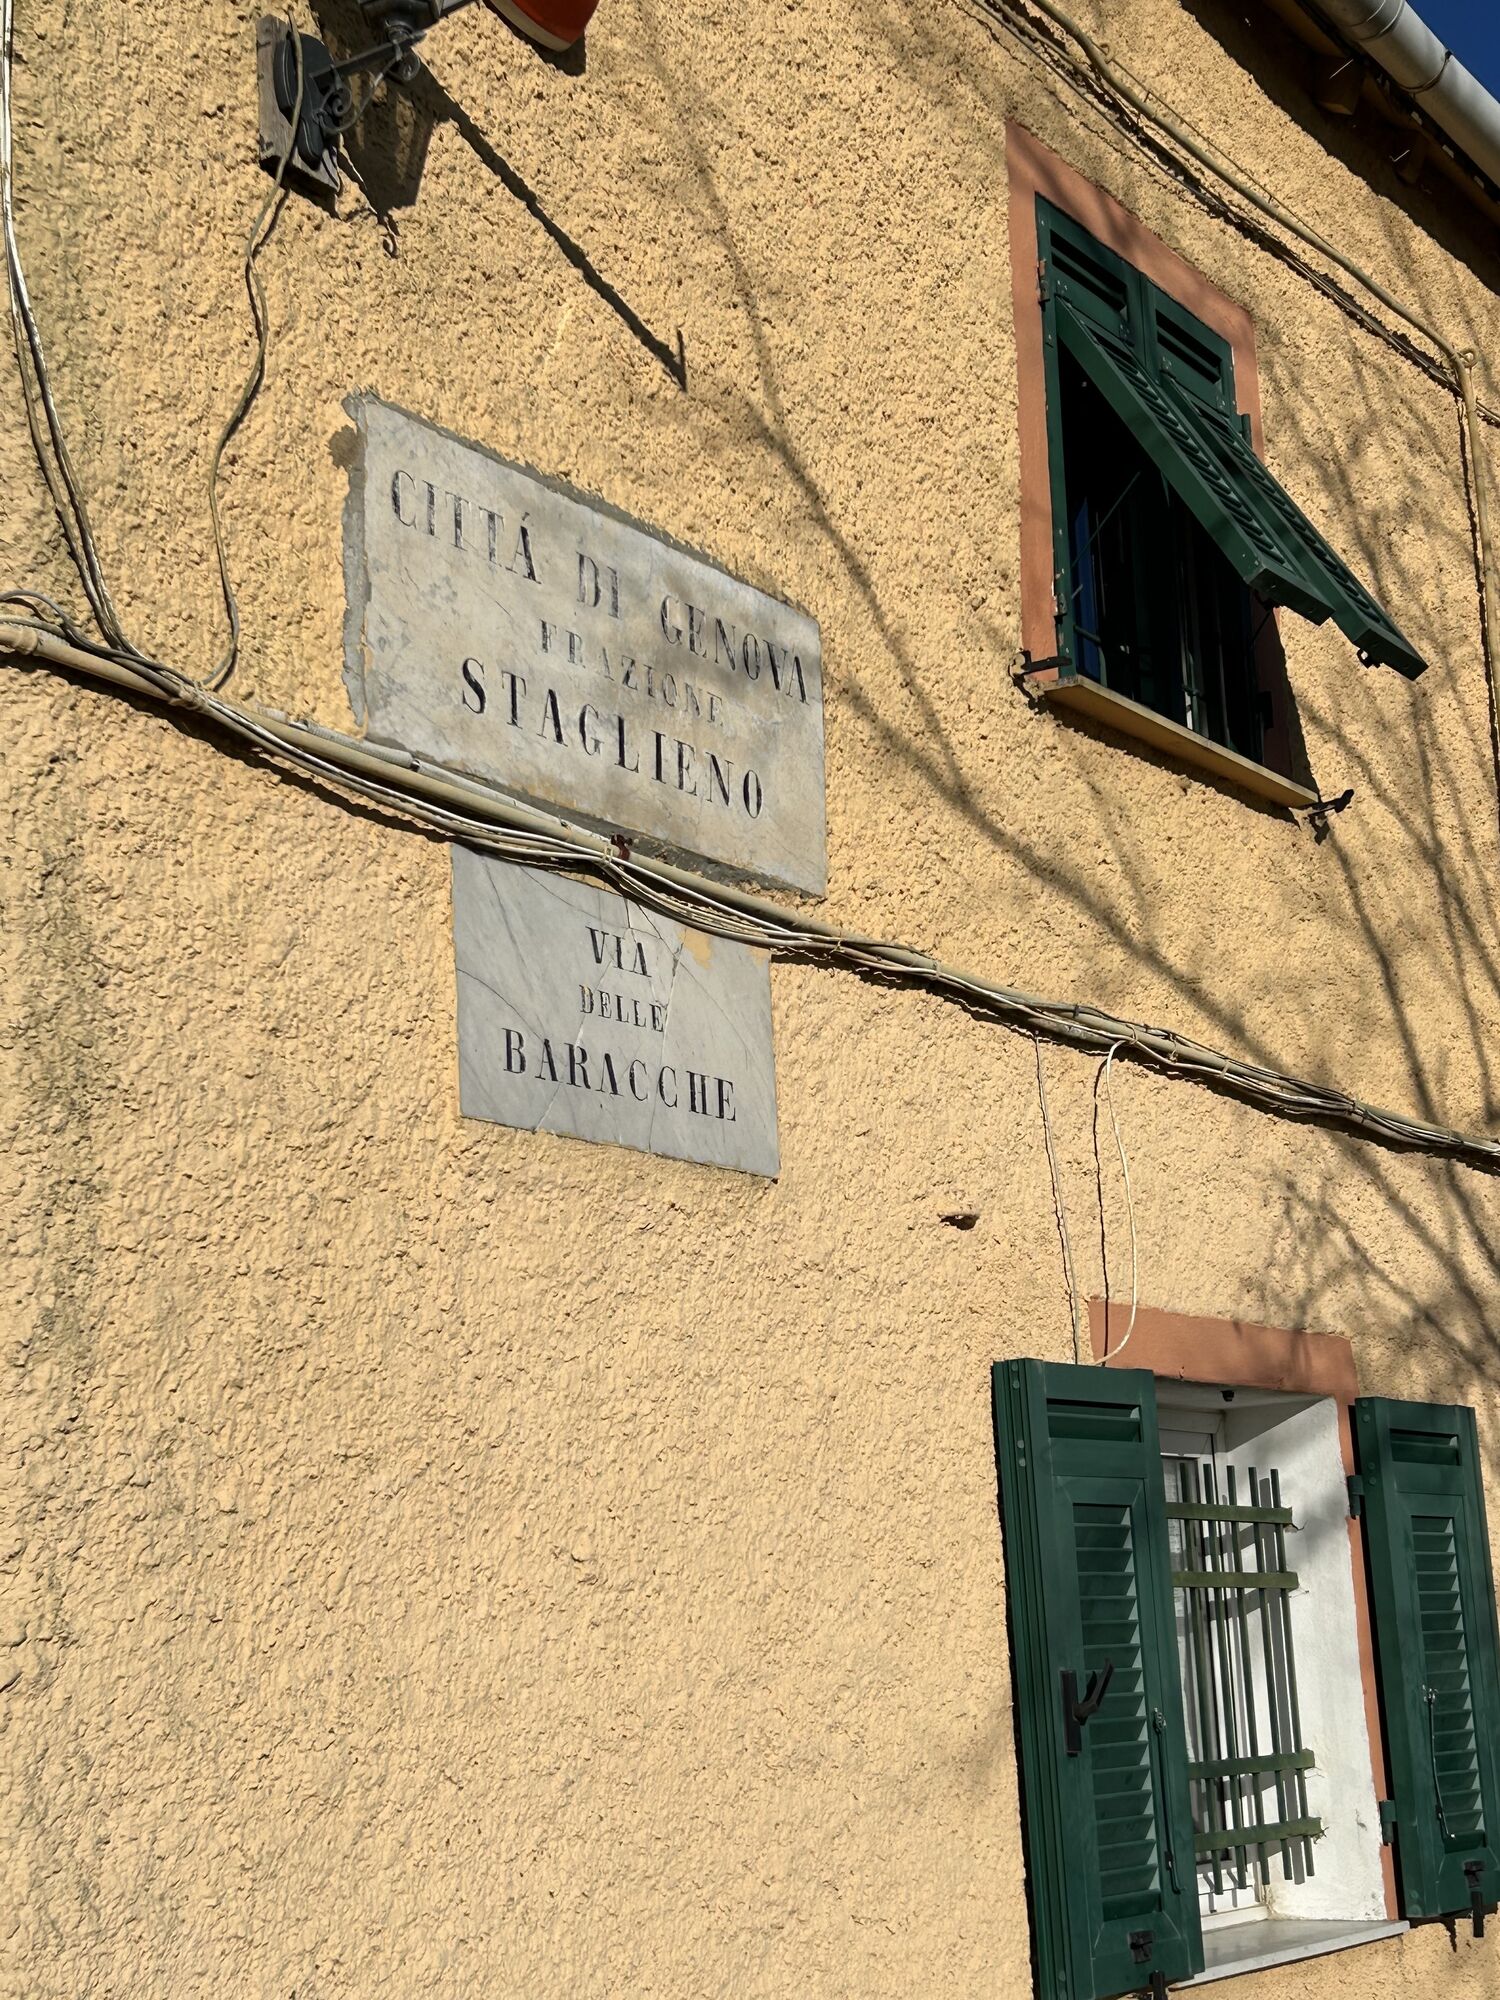 CITTÁ DI GENOVA
FRAZIONE
STAGLIENO
VIA
DELLE
BARACCHE